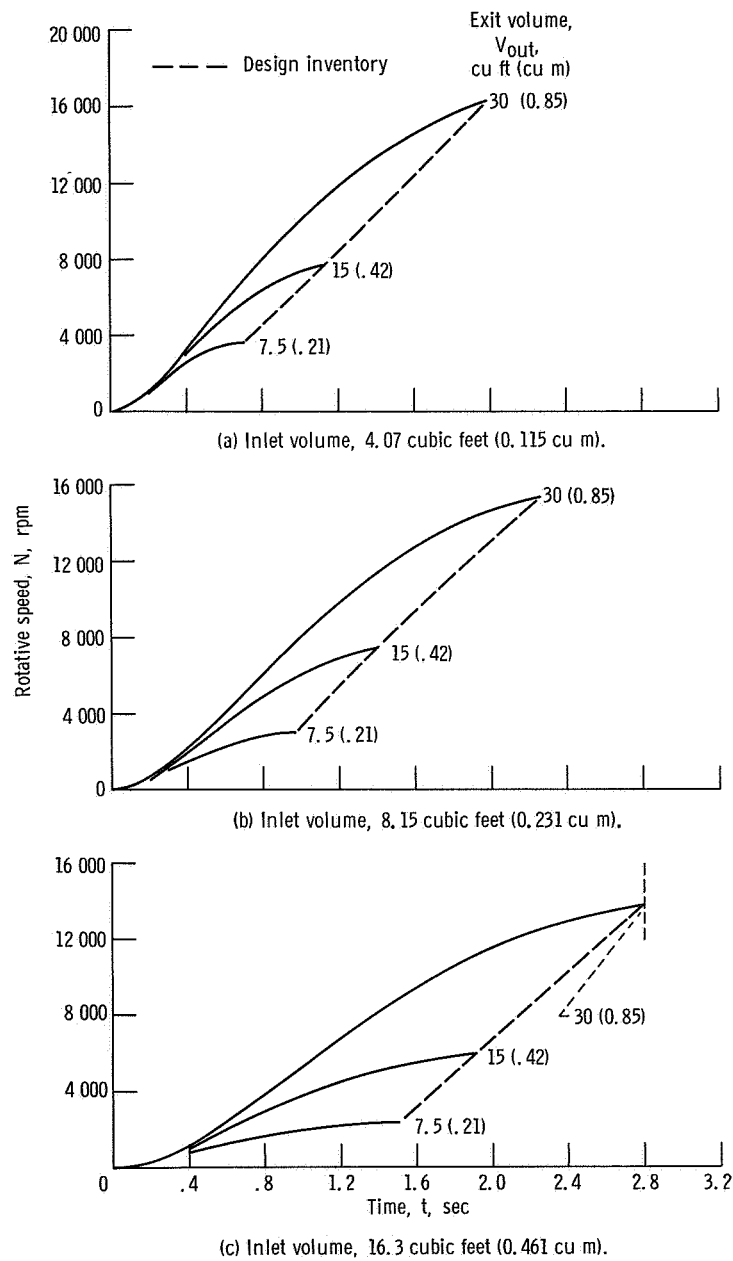 Exit volume,
V_out,
cu ft (cu m)
20 000
Design inventory
16 000
30 (0.85)
12 000
8 000
15 (.42)
4 000
7.5 (.21)
0
(a) Inlet volume, 4.07 cubic feet (0.115 cu m).
16 000
30 (0.85)
12 000
Rotative speed, N, rpm
8 000
15 (.42)
4 000
7.5 (.21)
0
(b) Inlet volume, 8.15 cubic feet (0.231 cu m).
16 000
12 000
8 000
30 (0.85)
15 (.42)
4 000
7.5 (.21)
0 .4 .8 1.2 1.6 2.0 2.4 2.8 3.2
Time, t, sec
(c) Inlet volume, 16.3 cubic feet (0.461 cu m).